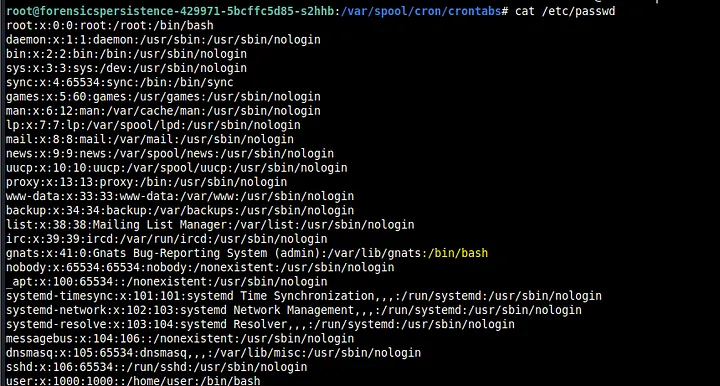 root@forensicspersistence-429971-5bcffc5d85-s2hhb:/var/spool/cron/crontabs# cat /etc/passwd
root:x:0:0:root:/root:/bin/bash
daemon:x:1:1:daemon:/usr/sbin:/usr/sbin/nologin
bin:x:2:2:bin:/bin:/usr/sbin/nologin
sys:x:3:3:sys:/dev:/usr/sbin/nologin
sync:x:4:65534:sync:/bin:/bin/sync
games:x:5:60:games:/usr/games:/usr/sbin/nologin
man:x:6:12:man:/var/cache/man:/usr/sbin/nologin
lp:x:7:7:lp:/var/spool/lpd:/usr/sbin/nologin
mail:x:8:8:mail:/var/mail:/usr/sbin/nologin
news:x:9:9:news:/var/spool/news:/usr/sbin/nologin
uucp:x:10:10:uucp:/var/spool/uucp:/usr/sbin/nologin
proxy:x:13:13:proxy:/bin:/usr/sbin/nologin
www-data:x:33:33:www-data:/var/www:/usr/sbin/nologin
backup:x:34:34:backup:/var/backups:/usr/sbin/nologin
list:x:38:38:Mailing List Manager:/var/list:/usr/sbin/nologin
irc:x:39:39:ircd:/var/run/ircd:/usr/sbin/nologin
gnats:x:41:0:Gnats Bug-Reporting System (admin):/var/lib/gnats:/bin/bash
nobody:x:65534:65534:nobody:/nonexistent:/usr/sbin/nologin
_apt:x:100:65534::/nonexistent:/usr/sbin/nologin
systemd-timesync:x:101:101:systemd Time Synchronization,,,:/run/systemd:/usr/sbin/nologin
systemd-network:x:102:103:systemd Network Management,,,:/run/systemd:/usr/sbin/nologin
systemd-resolve:x:103:104:systemd Resolver,,,:/run/systemd:/usr/sbin/nologin
messagebus:x:104:106::/nonexistent:/usr/sbin/nologin
dnsmasq:x:105:65534:dnsmasq,,,:/var/lib/misc:/usr/sbin/nologin
sshd:x:106:65534::/run/sshd:/usr/sbin/nologin
user:x:1000:1000::/home/user:/bin/bash